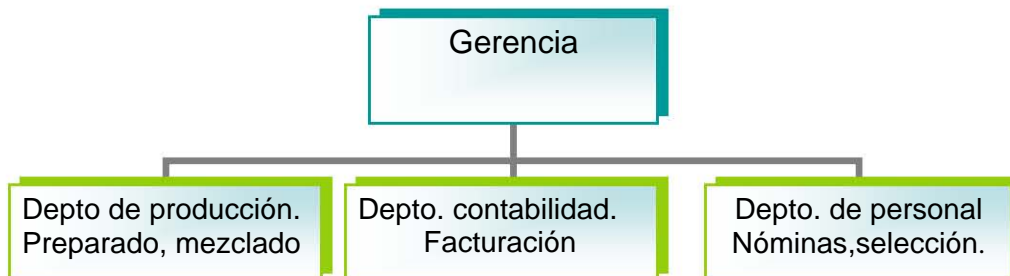 Gerencia
Depto de producción.
Preparado, mezclado
Depto. contabilidad.
Facturación
Depto. de personal
Nóminas,selección.